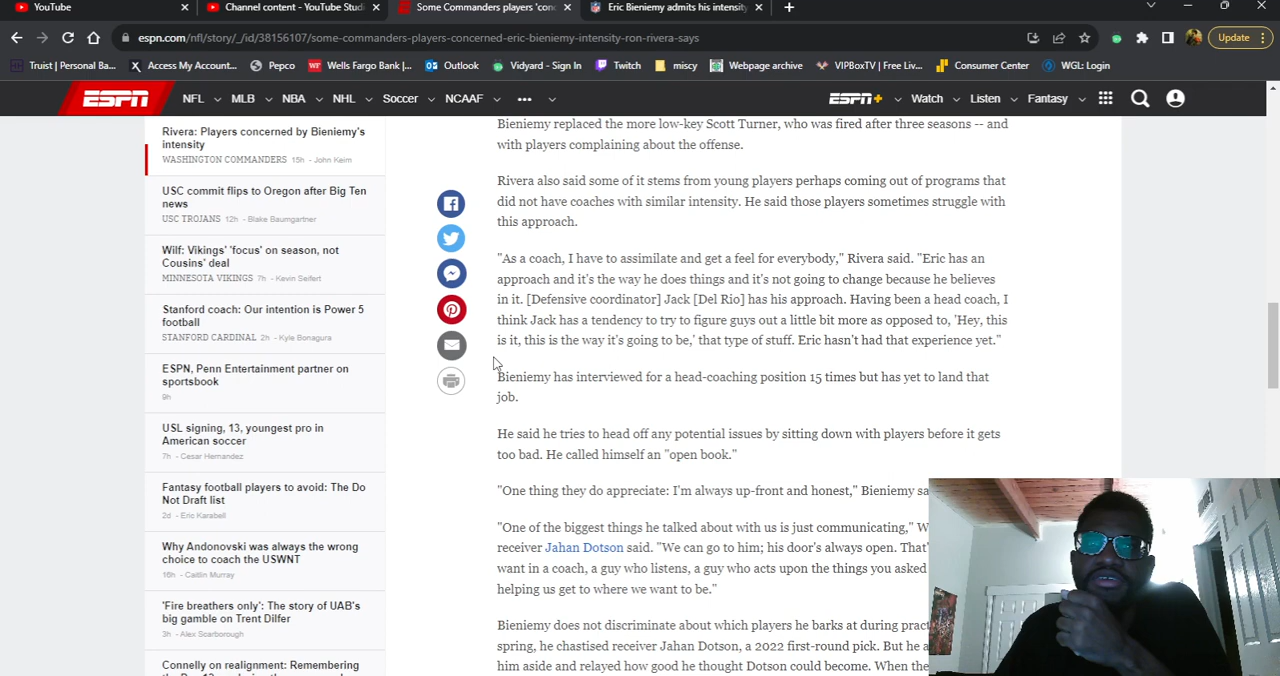 YouTube
Channel content - YouTube Studi
Some Commanders players 'con
Eric Bieniemy admits his intensity
espn.com/nfl/story/_/id/38156107/some-commanders-players-concerned-eric-bieniemy-intensity-ron-rivera-says
Update
Truist | Personal Ba...
Access My Account...
Pepco
Wells Fargo Bank |...
Outlook
Vidyard - Sign In
Twitch
miscy
Webpage archive
VIPBoxTV | Free Liv...
Consumer Center
WGL: Login
ESPN
NFL
MLB
NBA
NHL
Soccer
NCAAF
•••
ESPN+
Watch
Listen
Fantasy
Rivera: Players concerned by Bieniemy's
intensity
WASHINGTON COMMANDERS 15h - John Keim
USC commit flips to Oregon after Big Ten
news
USC TROJANS 12h - Blake Baumgartner
Wilf: Vikings' 'focus' on season, not
Cousins' deal
MINNESOTA VIKINGS 7h - Kevin Seifert
Stanford coach: Our intention is Power 5
football
STANFORD CARDINAL 2h - Kyle Bonagura
ESPN, Penn Entertainment partner on
sportsbook
9h
USL signing, 13, youngest pro in
American soccer
7h - Cesar Hernandez
Fantasy football players to avoid: The Do
Not Draft list
2d - Eric Karabell
Why Andonovski was always the wrong
choice to coach the USWNT
16h - Caitlin Murray
'Fire breathers only': The story of UAB's
big gamble on Trent Dilfer
3h - Alex Scarborough
Connelly on realignment: Remembering
Bieniemy replaced the more low-key Scott Turner, who was fired after three seasons -- and
with players complaining about the offense.
Rivera also said some of it stems from young players perhaps coming out of programs that
did not have coaches with similar intensity. He said those players sometimes struggle with
this approach.
"As a coach, I have to assimilate and get a feel for everybody," Rivera said. "Eric has an
approach and it's the way he does things and it's not going to change because he believes
in it. [Defensive coordinator] Jack [Del Rio] has his approach. Having been a head coach, I
think Jack has a tendency to try to figure guys out a little bit more as opposed to, 'Hey, this
is it, this is the way it's going to be,' that type of stuff. Eric hasn't had that experience yet."
Bieniemy has interviewed for a head-coaching position 15 times but has yet to land that
job.
He said he tries to head off any potential issues by sitting down with players before it gets
too bad. He called himself an "open book."
"One thing they do appreciate: I'm always up-front and honest," Bieniemy sa
"One of the biggest things he talked about with us is just communicating," W
receiver Jahan Dotson said. "We can go to him; his door's always open. That'
want in a coach, a guy who listens, a guy who acts upon the things you asked
helping us get to where we want to be."
Bieniemy does not discriminate about which players he barks at during pract
spring, he chastised receiver Jahan Dotson, a 2022 first-round pick. But he a
him aside and relayed how good he thought Dotson could become. When the